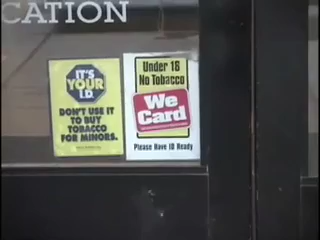 CATION
IT'S
YOUR
I.D.
DON'T USE IT
TO BUY
TOBACCO
FOR MINORS.
Under 18
No Tobacco
We
Card
Please Have ID Ready